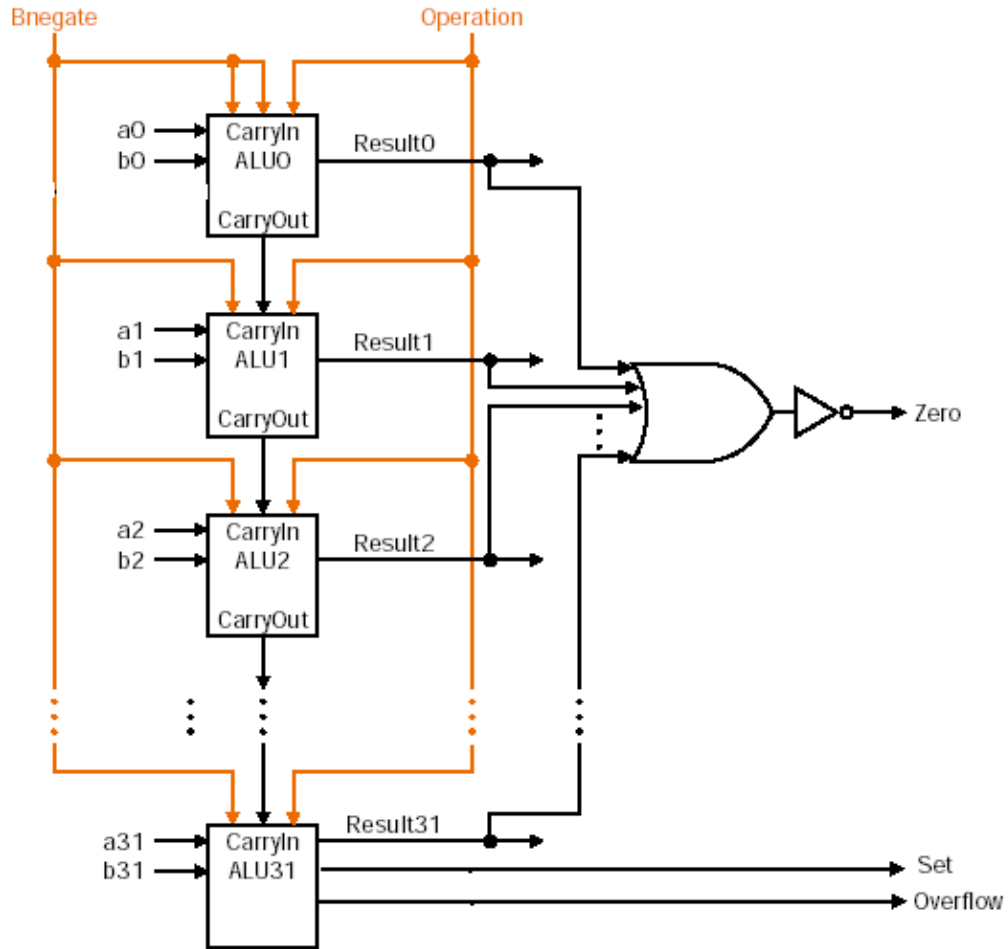 Bnegate
Operation
a0
b0
CarryIn
ALU0
CarryOut
Result0
a1
b1
CarryIn
ALU1
CarryOut
Result1
Zero
a2
b2
CarryIn
ALU2
CarryOut
Result2
a31
b31
CarryIn
ALU31
Result31
Set
Overflow